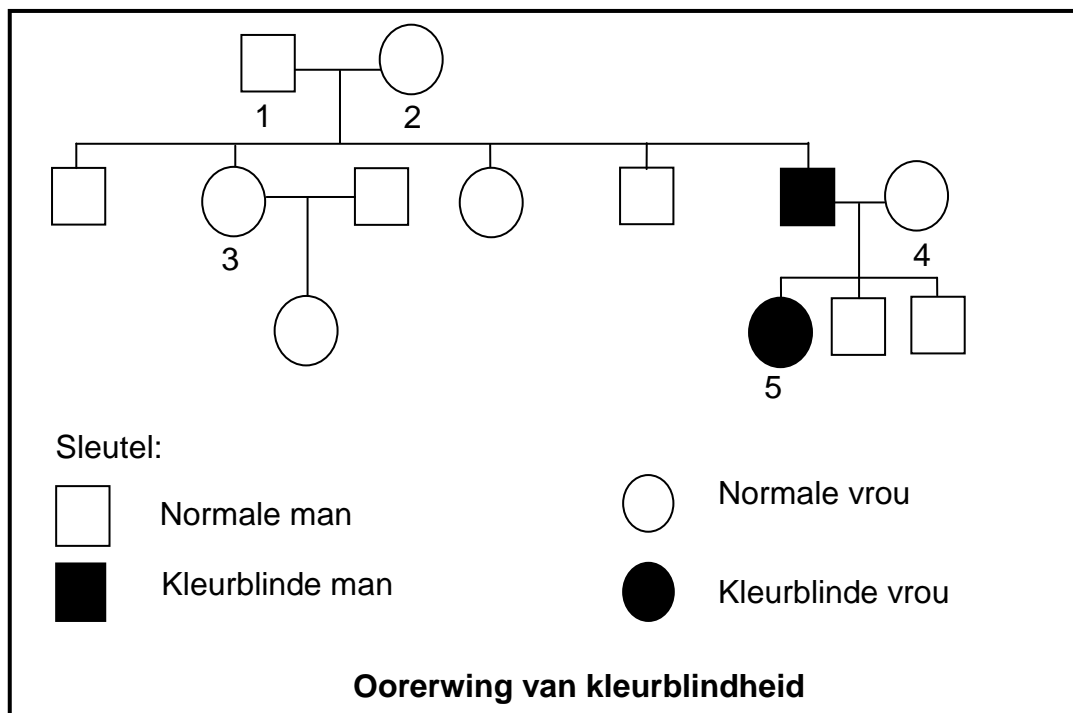 1
2
3
4
5
Sleutel:
Normale man
Normale vrou
Kleurblinde man
Kleurblinde vrou
Oorerwing van kleurblindheid